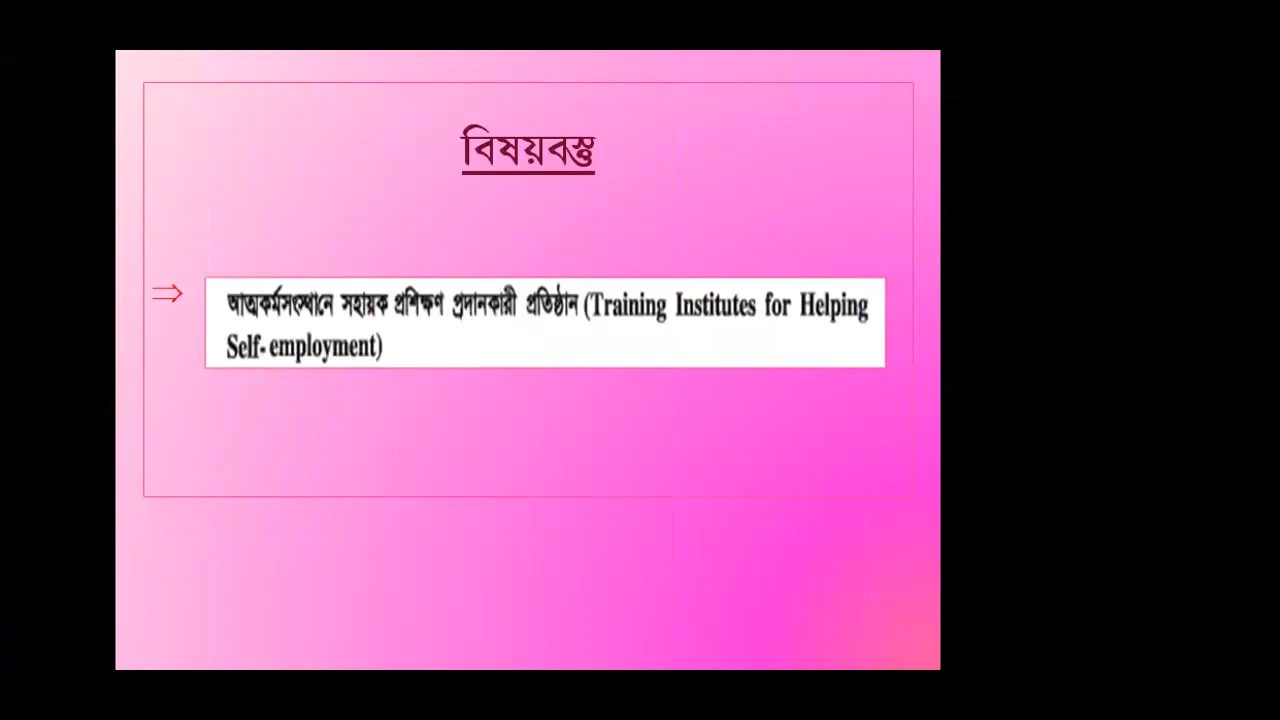 বিষয়বস্তু
⇒ আত্মকর্মসংস্থানে সহায়ক প্রশিক্ষণ প্রদানকারী প্রতিষ্ঠান (Training Institutes for Helping
Self- employment)